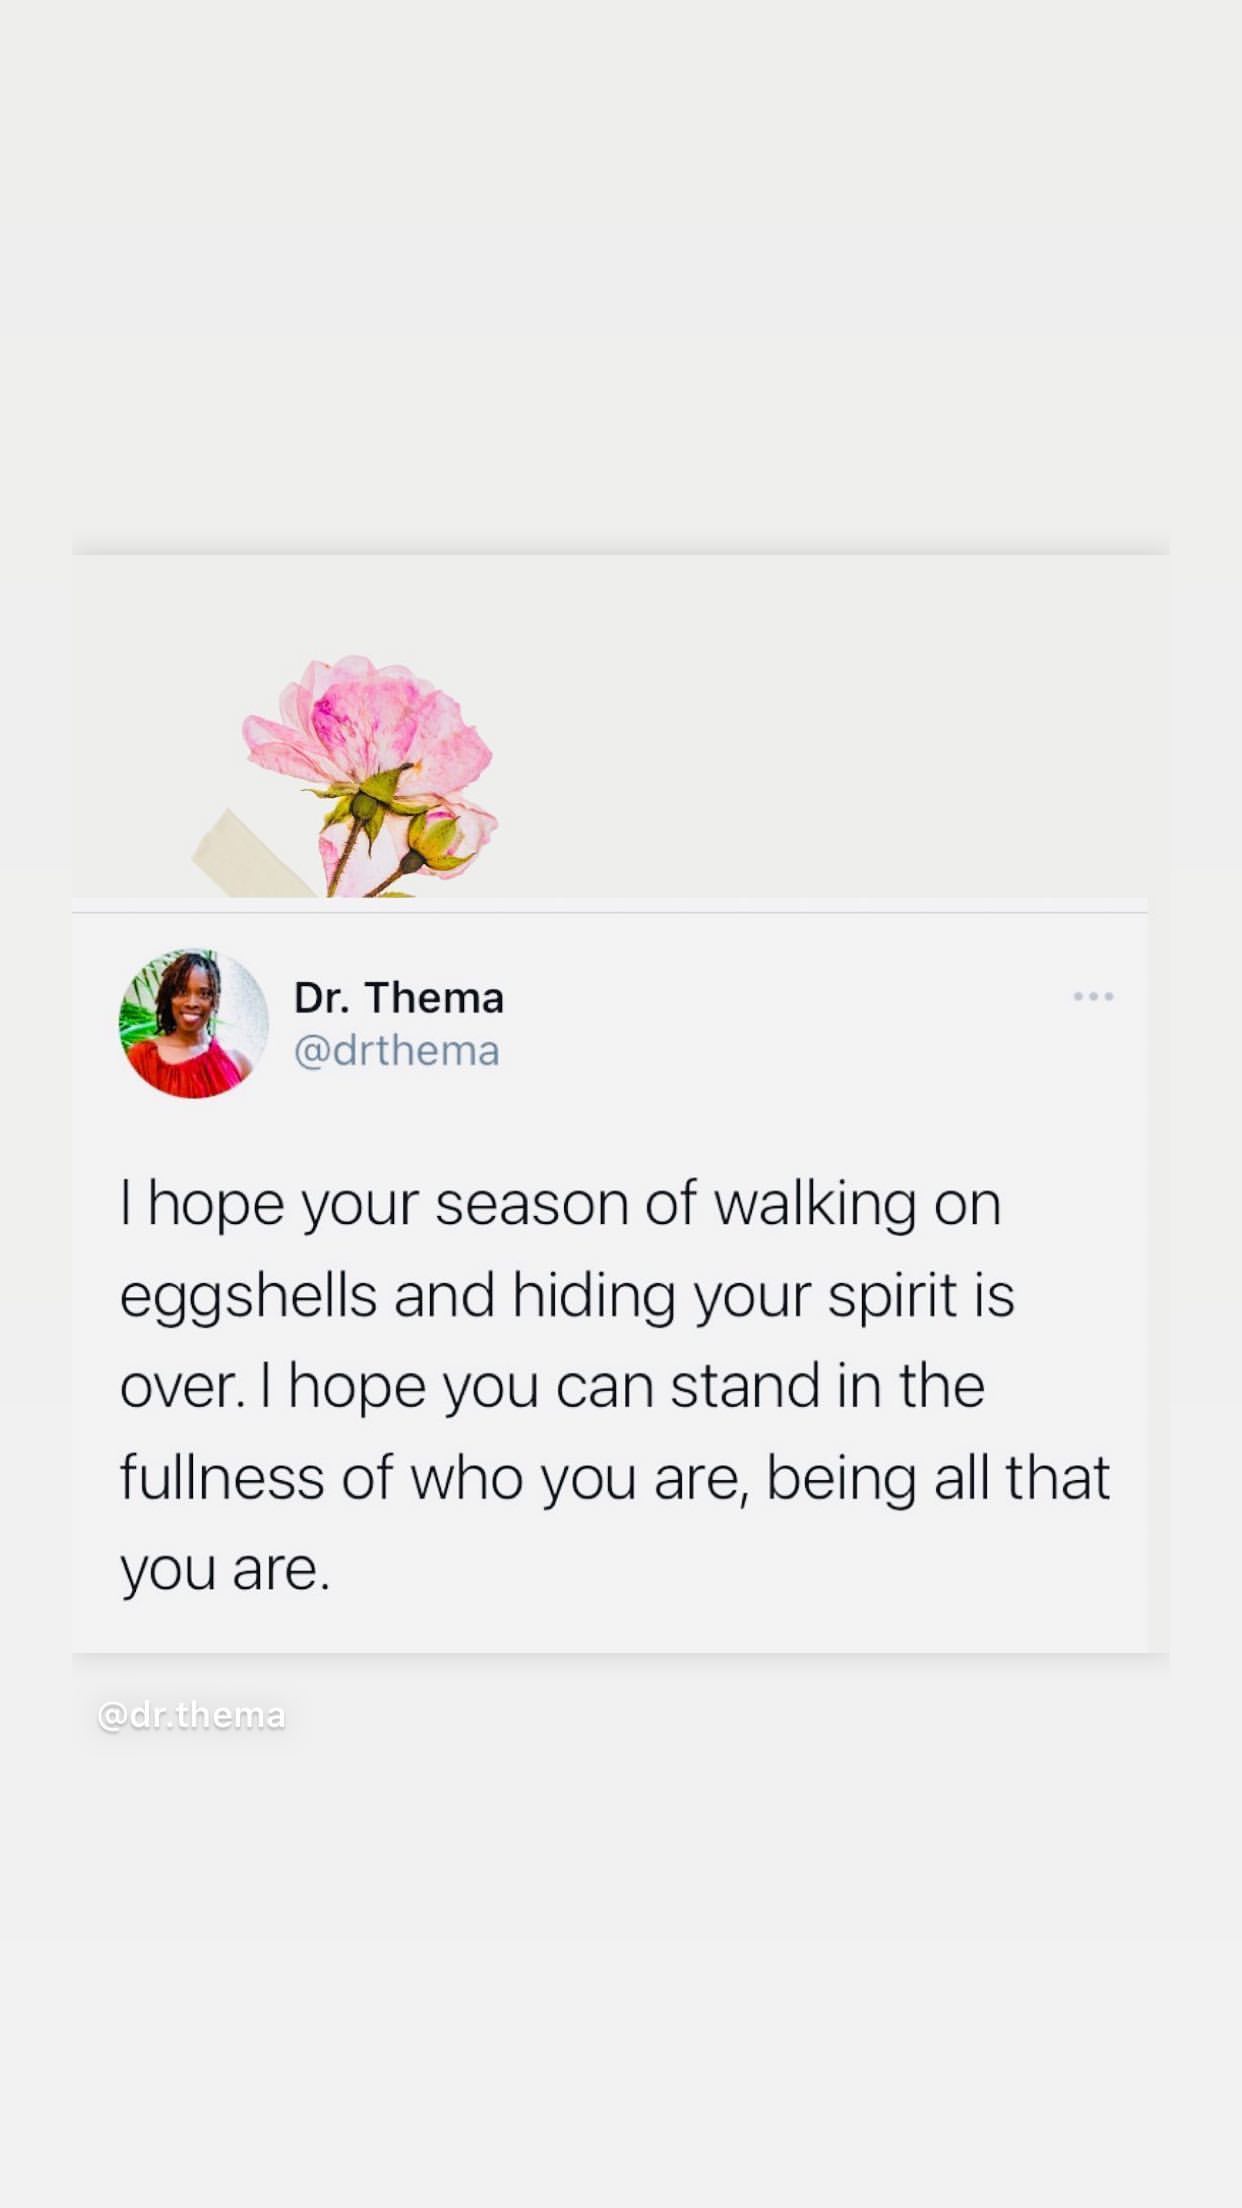 Dr. Thema
@drthema
I hope your season of walking on
eggshells and hiding your spirit is
over. I hope you can stand in the
fullness of who you are, being all that
you are.
@dr.thema